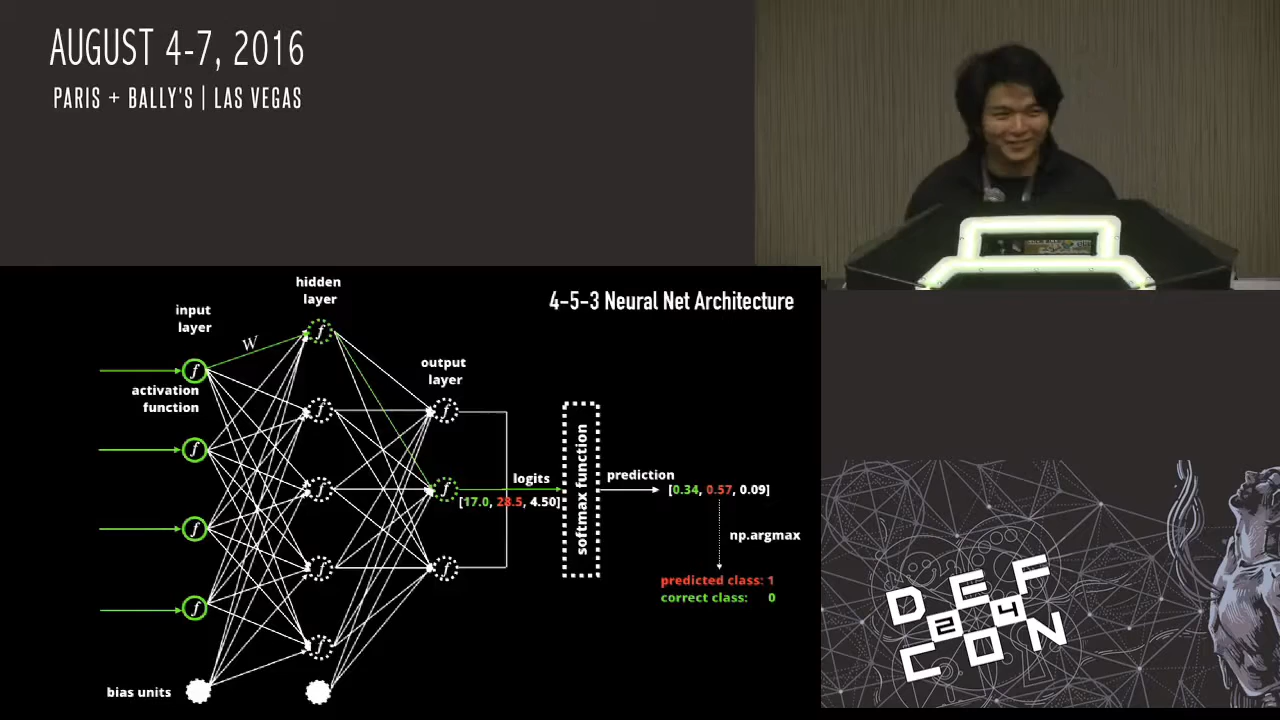 AUGUST 4-7, 2016
PARIS + BALLY'S | LAS VEGAS
4-5-3 Neural Net Architecture
hidden
layer
input
layer
W
f
f
activation
function
output
layer
f
f
f
f
f
f
logits
[17.0, 28.5, 4.50]
softmax function
prediction
[0.34, 0.57, 0.09]
np.argmax
predicted class: 1
correct class: 0
f
f
f
f
bias units
DEF
24
CON